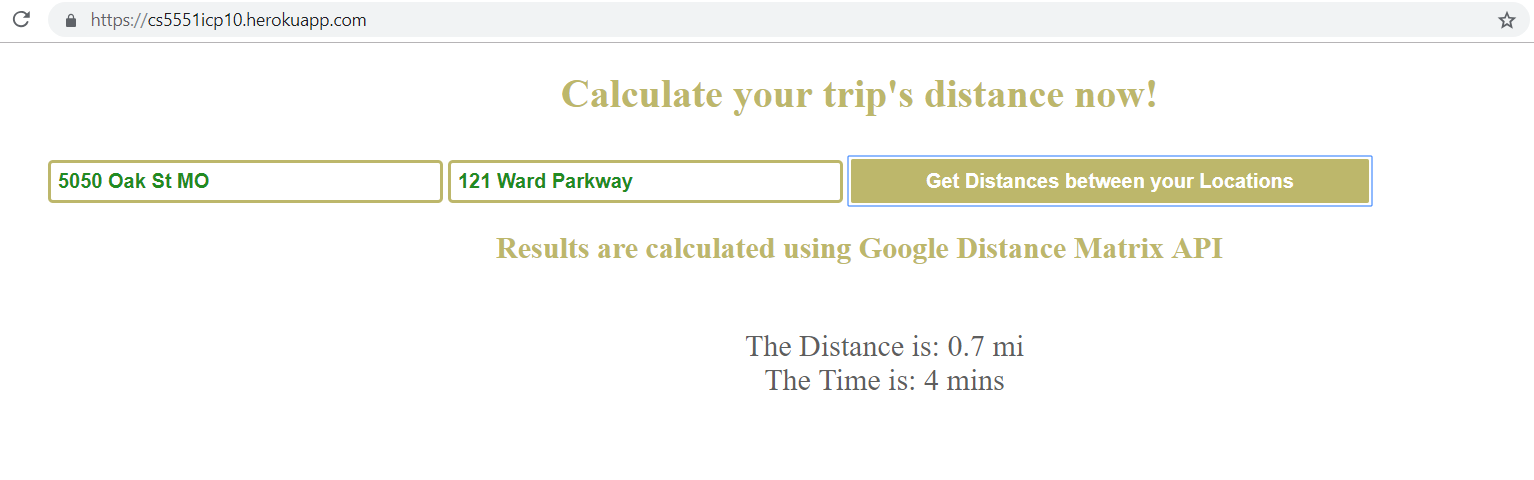 https://cs5551icp10.herokuapp.com
Calculate your trip's distance now!
5050 Oak St MO 121 Ward Parkway Get Distances between your Locations
Results are calculated using Google Distance Matrix API
The Distance is: 0.7 mi
The Time is: 4 mins